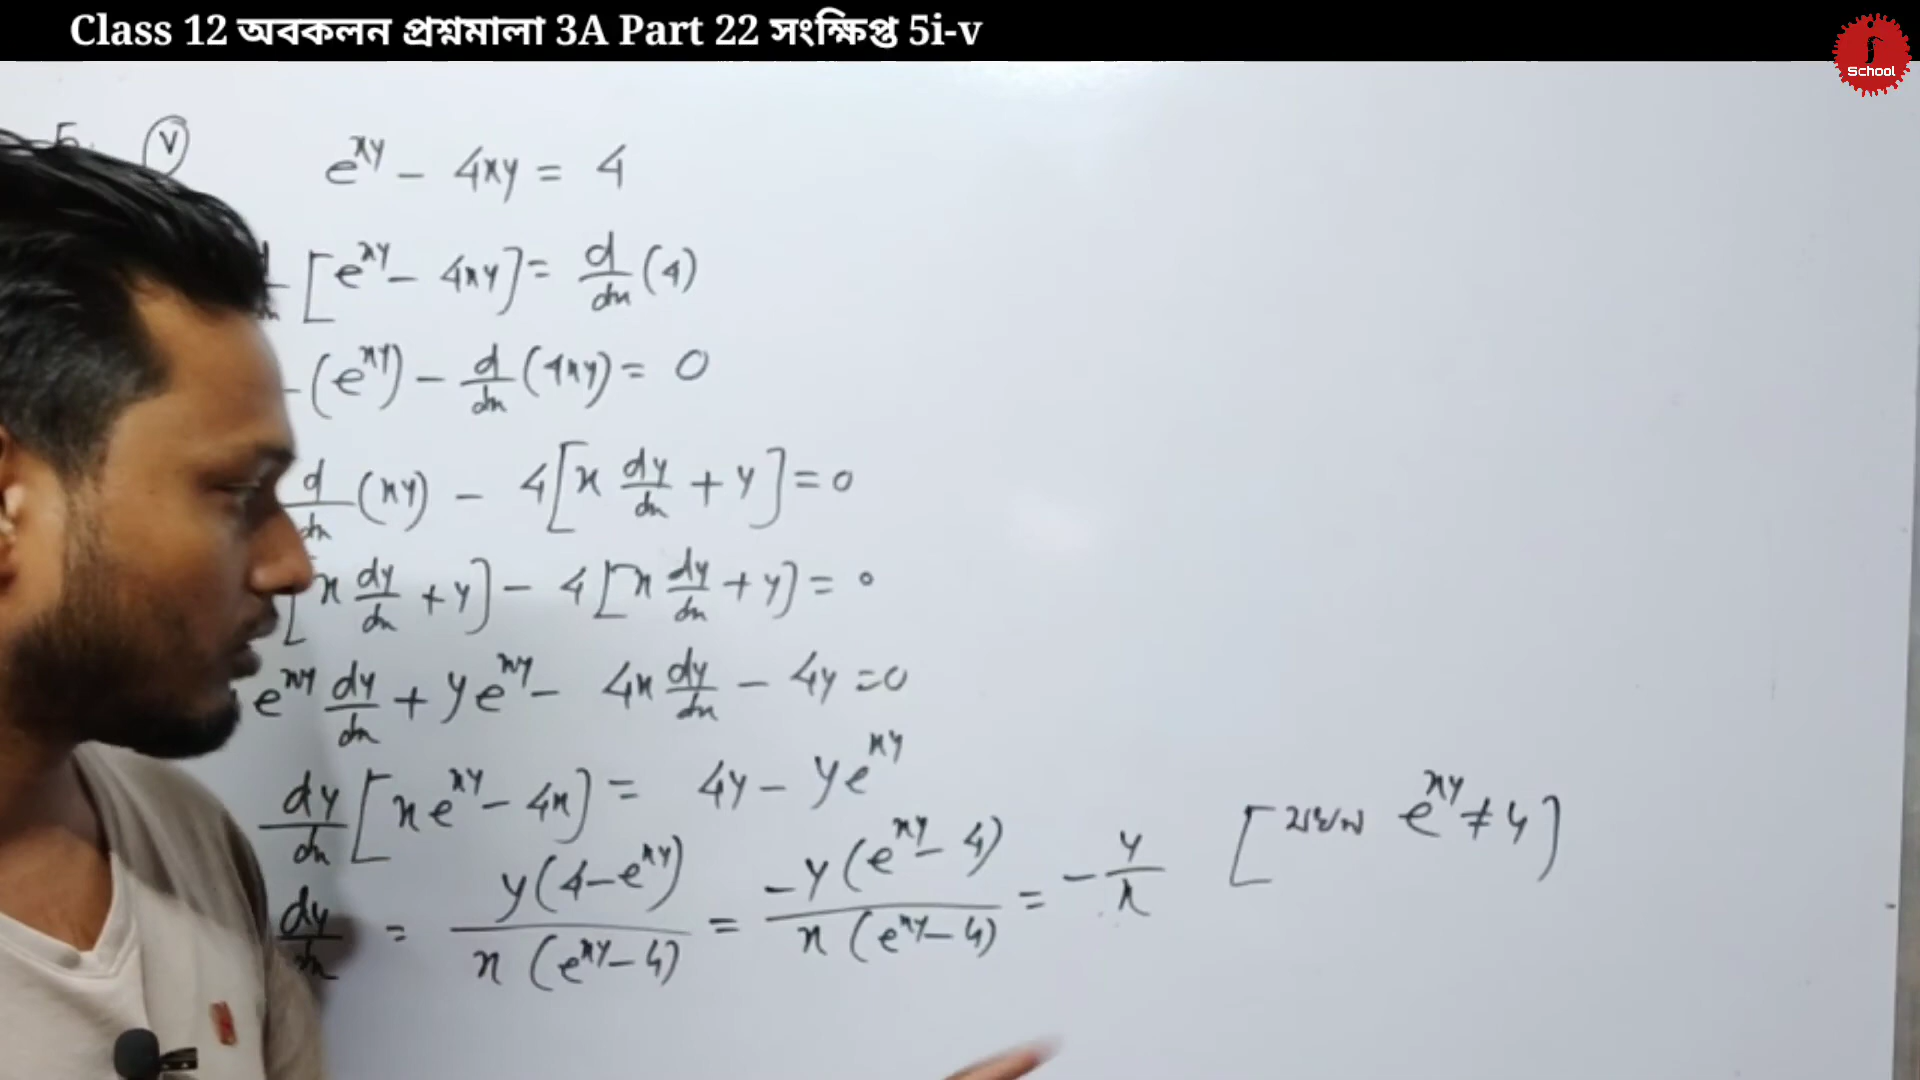 Class 12 অবকলন প্রশ্নমালা 3A Part 22 সংক্ষিপ্ত 5i-v
School
5. (v) e^{xy} - 4xy = 4
[e^{xy} - 4xy] = d/dx (4)
(e^{xy}) - d/dx (4xy) = 0
d/dx (xy) - 4[x dy/dx + y] = 0
[x dy/dx + y] - 4[x dy/dx + y] = 0
e^{xy} dy/dx + ye^{xy} - 4x dy/dx - 4y = 0
dy/dx [xe^{xy} - 4x] = 4y - ye^{xy}
dy/dx = y(4 - e^{xy}) / x(e^{xy} - 4) = -y(e^{xy} - 4) / x(e^{xy} - 4) = - y/x [যখন e^{xy} ≠ 4]